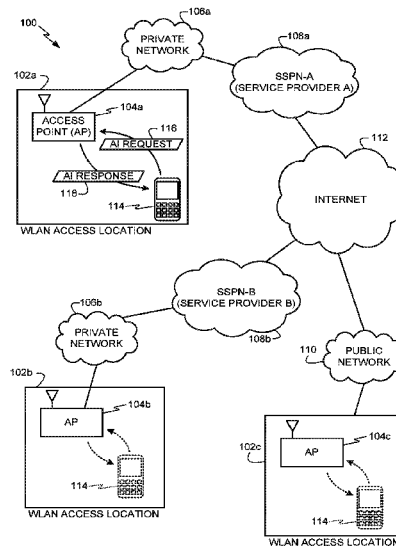 100
106a
PRIVATE
NETWORK
108a
SSPN-A
(SERVICE PROVIDER A)
102a
104a
ACCESS
POINT (AP)
116
AI REQUEST
AI RESPONSE
118
114
WLAN ACCESS LOCATION
112
INTERNET
SSPN-B
(SERVICE PROVIDER B)
108b
106b
PRIVATE
NETWORK
110
PUBLIC
NETWORK
102b
104b
AP
114
WLAN ACCESS LOCATION
102c
104c
AP
114
WLAN ACCESS LOCATION